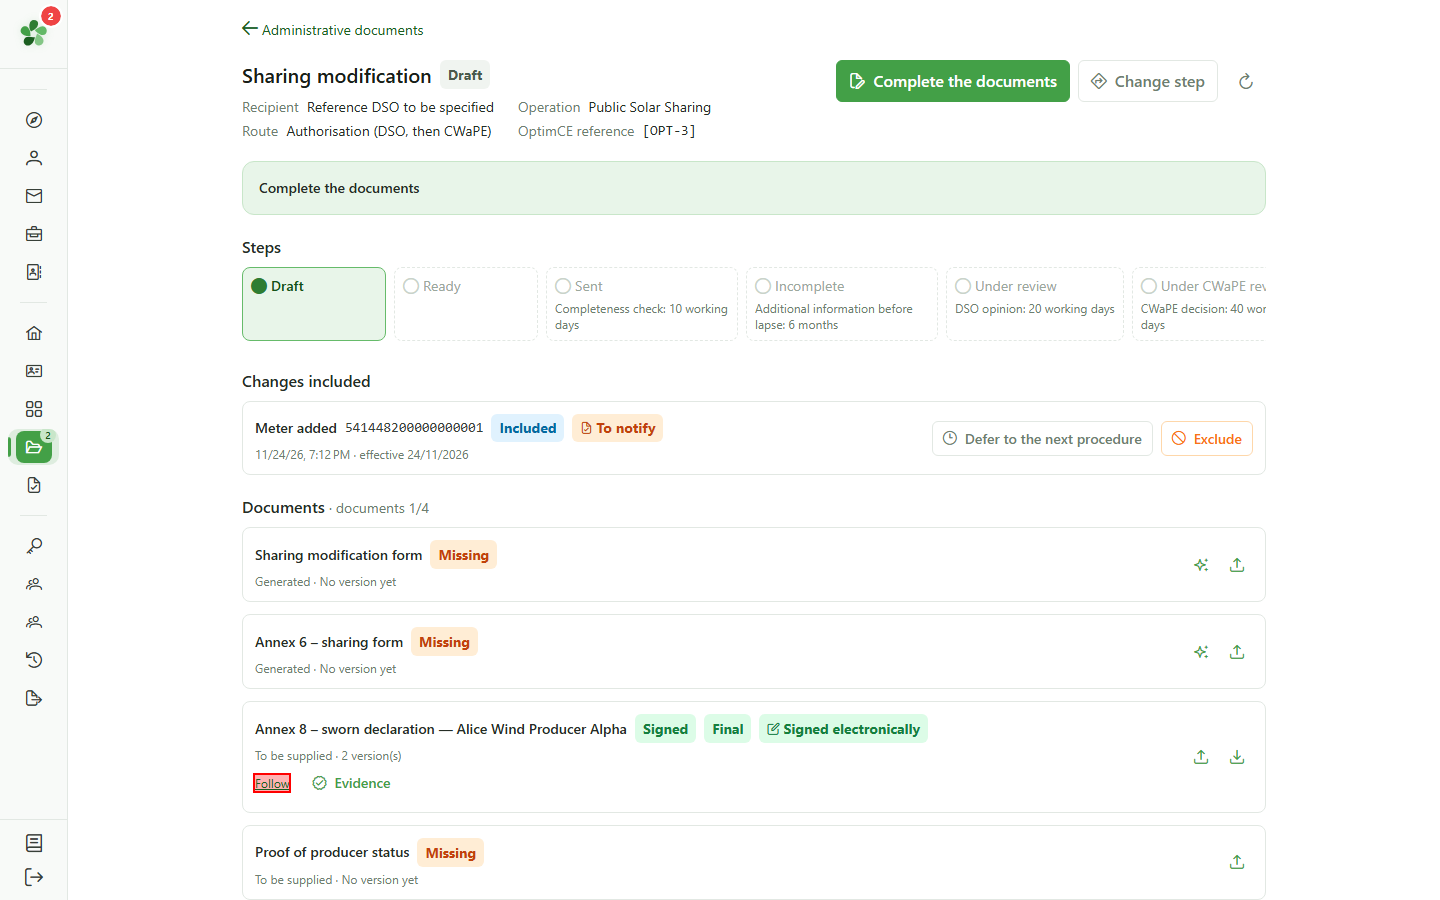 2
Administrative documents
Sharing modification Draft
Complete the documents
Change step
Recipient Reference DSO to be specified Operation Public Solar Sharing
Route Authorisation (DSO, then CWaPE) OptimCE reference [OPT-3]
Complete the documents
Steps
Draft
Ready
Sent
Completeness check: 10 working
days
Incomplete
Additional information before
lapse: 6 months
Under review
DSO opinion: 20 working days
Under CWaPE rev
CWaPE decision: 40 wor
days
Changes included
Meter added 541448200000000001 Included To notify
11/24/26, 7:12 PM · effective 24/11/2026
Defer to the next procedure
Exclude
2
Documents · documents 1/4
Sharing modification form Missing
Generated · No version yet
Annex 6 – sharing form Missing
Generated · No version yet
Annex 8 – sworn declaration — Alice Wind Producer Alpha Signed Final Signed electronically
To be supplied · 2 version(s)
Follow Evidence
Proof of producer status Missing
To be supplied · No version yet